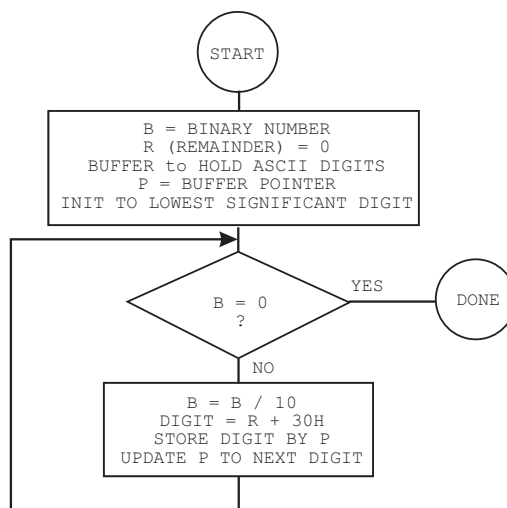 START
B = BINARY NUMBER
R (REMAINDER) = 0
BUFFER to HOLD ASCII DIGITS
P = BUFFER POINTER
INIT TO LOWEST SIGNIFICANT DIGIT
B = 0
?
YES
DONE
NO
B = B / 10
DIGIT = R + 30H
STORE DIGIT BY P
UPDATE P TO NEXT DIGIT